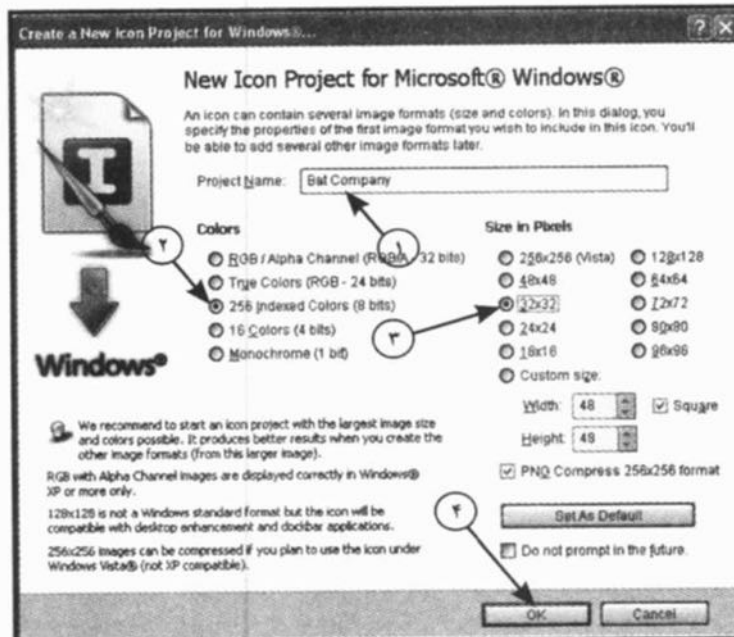 Create a New Icon Project for Windows®...
New Icon Project for Microsoft® Windows®
An icon can contain several image formats (size and colors). In this dialog, you
specify the properties of the first image format you wish to include in this icon. You'll
be able to add several other image formats later.
Project Name: Bat Company
۱
Colors
۲
RGB / Alpha Channel (RGB/A - 32 bits)
True Colors (RGB - 24 bits)
256 Indexed Colors (8 bits)
16 Colors (4 bits)
Monochrome (1 bit)
Size in Pixels
256x256 (Vista)
128x128
48x48
64x64
۳
32x32
72x72
24x24
80x80
16x16
96x96
Custom size:
Width: 48
Square
Height: 48
PNG Compress 256x256 format
I
Windows®
We recommend to start an icon project with the largest image size
and colors possible. It produces better results when you create the
other image formats (from this larger image).
RGB with Alpha Channel images are displayed correctly in Windows®
XP or more only.
128x128 is not a Windows standard format but the icon will be
compatible with desktop enhancement and dockbar applications.
256x256 images can be compressed if you plan to use the icon under
Windows Vista® (not XP compatible).
۴
Set As Default
Do not prompt in the future.
OK
Cancel